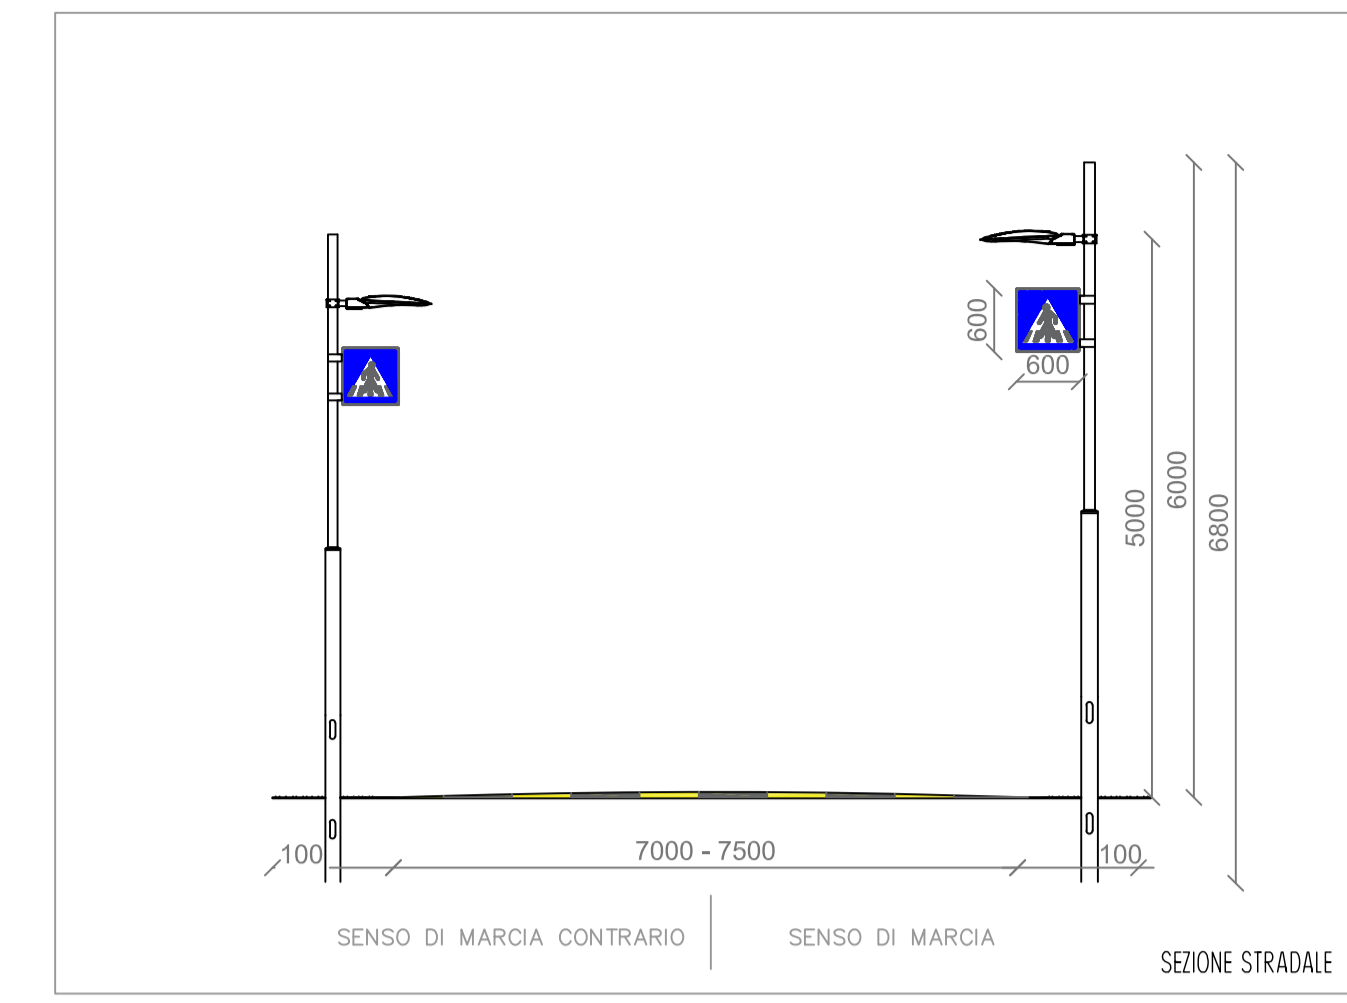 600
600
5000
6000
6800
100
7000 - 7500
100
SENSO DI MARCIA CONTRARIO
SENSO DI MARCIA
SEZIONE STRADALE